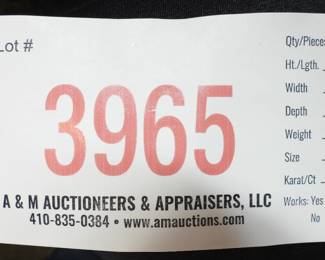 Lot #
3965
A & M AUCTIONEERS & APPRAISERS, LLC
410-835-0384 • www.amauctions.com
Qty/Pieces
Ht./Lgth.
Width
Depth
Weight
Size
Karat/Ct
Works: Yes
No